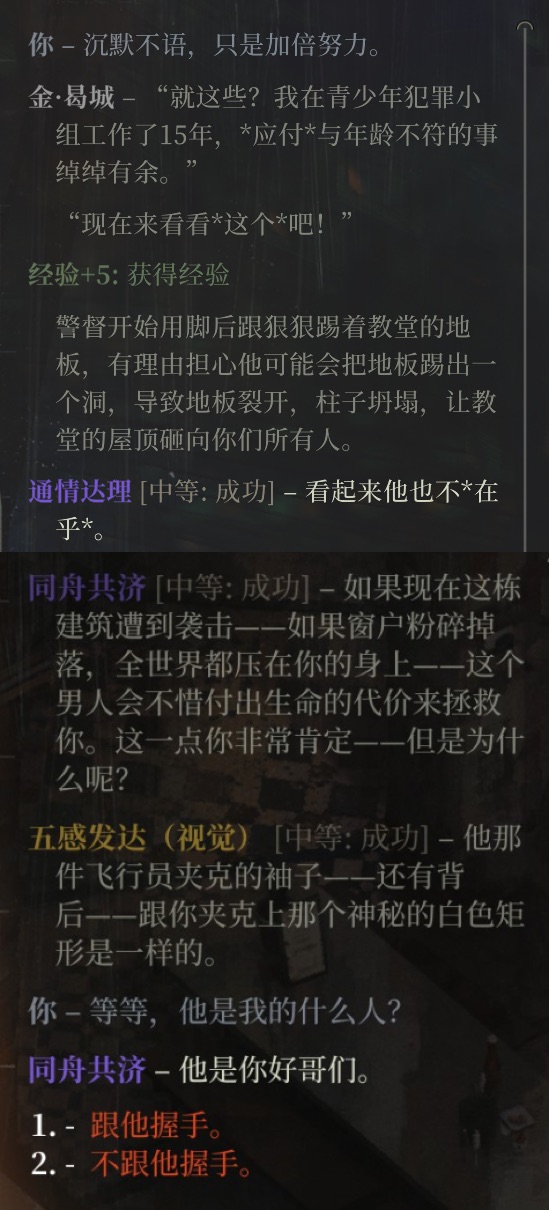 你 – 沉默不语，只是加倍努力。
金·曷城 – “就这些？我在青少年犯罪小
组工作了15年，*应付*与年龄不符的事
绰绰有余。”
“现在来看看*这个*吧！”
经验+5: 获得经验
警督开始用脚后跟狠狠踢着教堂的地
板，有理由担心他可能会把地板踢出一
个洞，导致地板裂开，柱子坍塌，让教
堂的屋顶砸向你们所有人。
通情达理 [中等: 成功] – 看起来他也不*在
乎*。
同舟共济 [中等: 成功] – 如果现在这栋
建筑遭到袭击——如果窗户粉碎掉
落，全世界都压在你的身上——这个
男人会不惜付出生命的代价来拯救
你。这一点你非常肯定——但是为什
么呢？
五感发达（视觉） [中等: 成功] – 他那
件飞行员夹克的袖子——还有背
后——跟你夹克上那个神秘的白色矩
形是一样的。
你 – 等等，他是我的什么人？
同舟共济 – 他是你好哥们。
1. - 跟他握手。
2. - 不跟他握手。